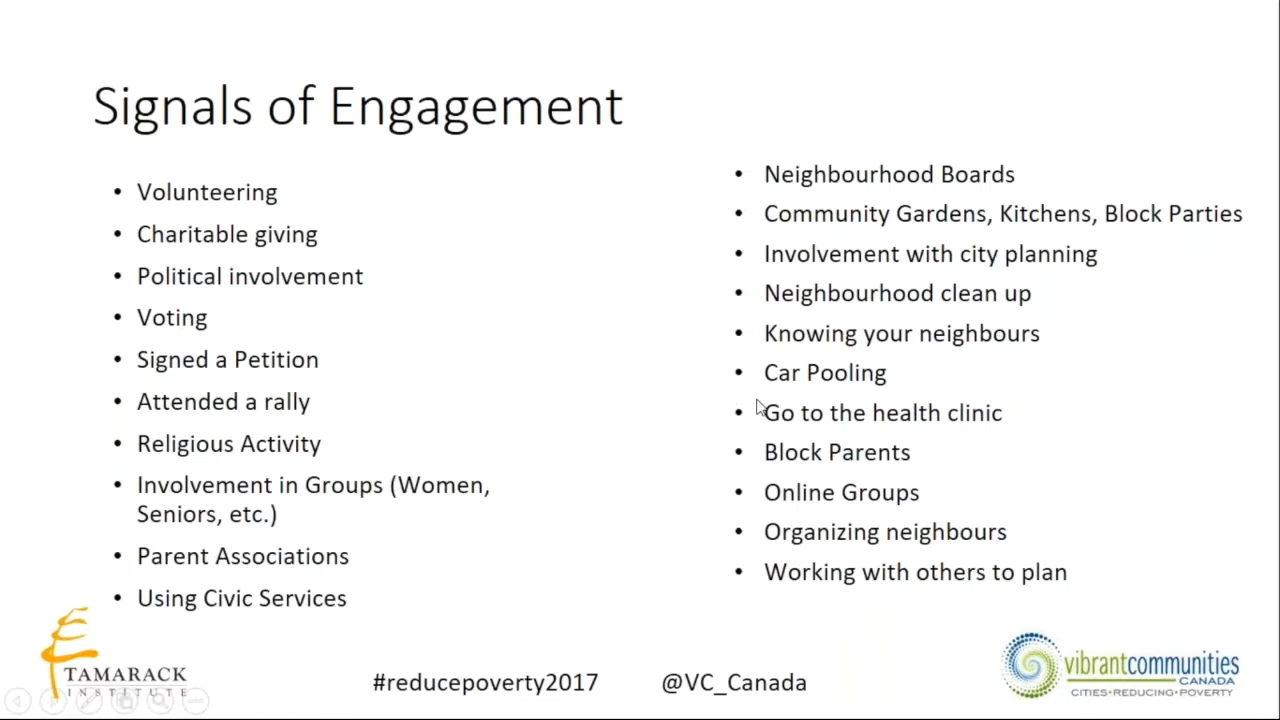 Signals of Engagement
• Volunteering
• Charitable giving
• Political involvement
• Voting
• Signed a Petition
• Attended a rally
• Religious Activity
• Involvement in Groups (Women,
Seniors, etc.)
• Parent Associations
• Using Civic Services
• Neighbourhood Boards
• Community Gardens, Kitchens, Block Parties
• Involvement with city planning
• Neighbourhood clean up
• Knowing your neighbours
• Car Pooling
• Go to the health clinic
• Block Parents
• Online Groups
• Organizing neighbours
• Working with others to plan
TAMARACK
INSTITUTE
#reducepoverty2017
@VC_Canada
vibrantcommunities
CANADA
CITIES•REDUCING•POVERTY